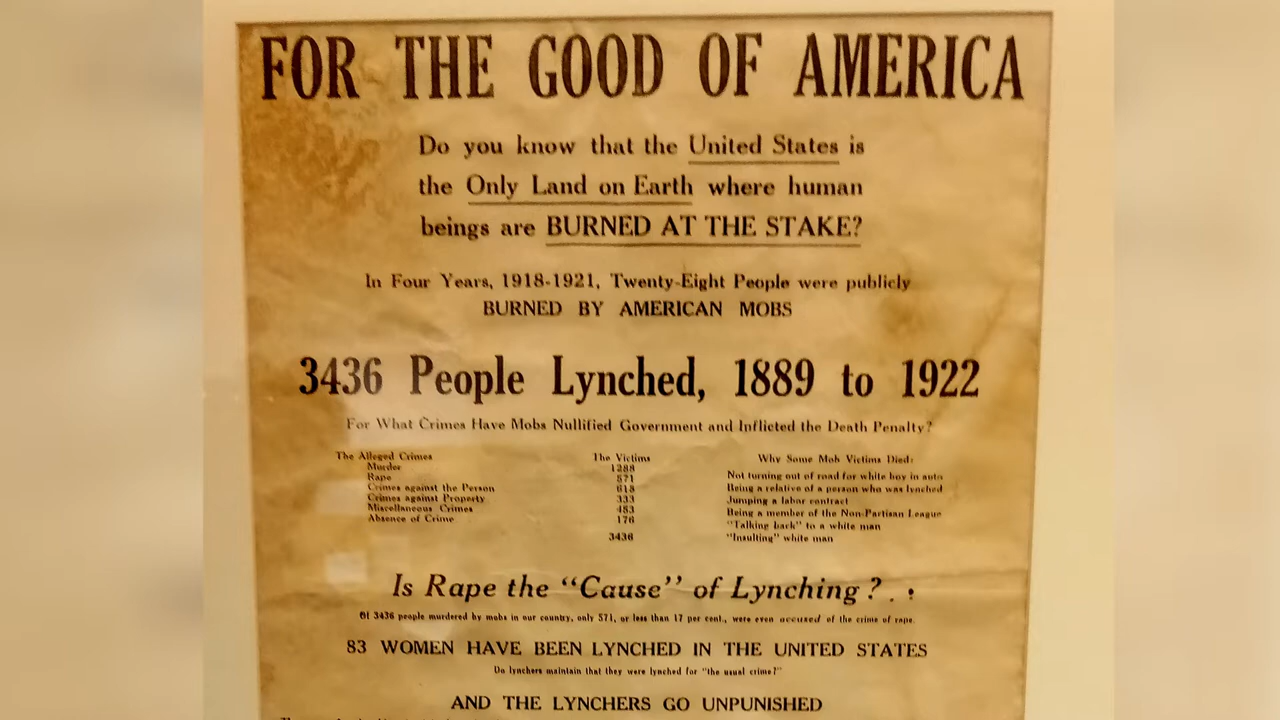 FOR THE GOOD OF AMERICA
Do you know that the United States is
the Only Land on Earth where human
beings are BURNED AT THE STAKE?
In Four Years, 1918-1921, Twenty-Eight People were publicly
BURNED BY AMERICAN MOBS
3436 People Lynched, 1889 to 1922
For What Crimes Have Mobs Nullified Government and Inflicted the Death Penalty?
The Alleged Crimes The Victims Why Some Mob Victims Died:
Murder 1288 Not turning out of road for white boy in auto
Rape 571 Being a relative of a person who was lynched
Crimes against the Person 615 Jumping a labor contract
Crimes against Property 333 Being a member of the Non-Partisan League
Miscellaneous Crimes 453 "Talking back" to a white man
Absence of Crime 176 "Insulting" white man
3436
Is Rape the "Cause" of Lynching?
Of 3436 people murdered by mobs in our country, only 571, or less than 17 per cent., were even accused of the crime of rape.
83 WOMEN HAVE BEEN LYNCHED IN THE UNITED STATES
Do lynchers maintain that they were lynched for "the usual crime?"
AND THE LYNCHERS GO UNPUNISHED